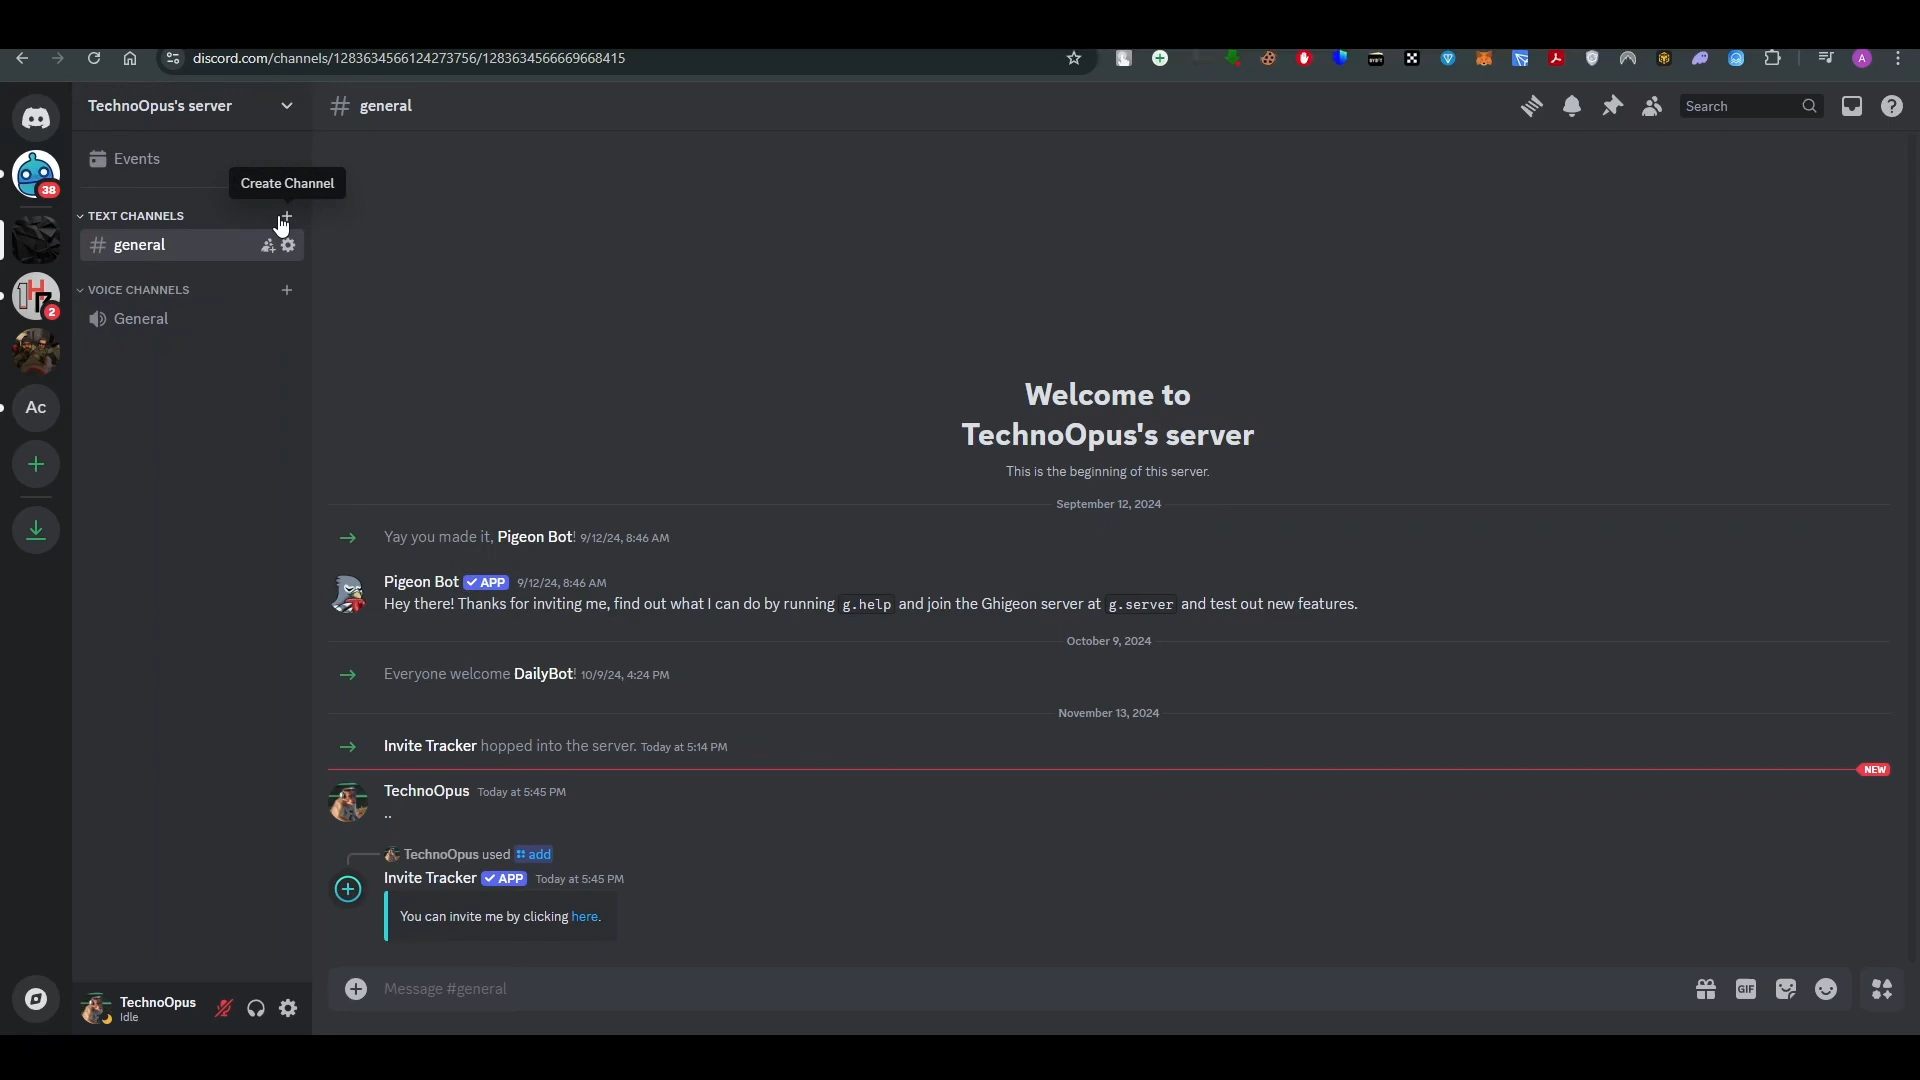 discord.com/channels/1283634566124273756/1283634566669668415
A
TechnoOpus's server
# general
Search
Events
38
Create Channel
TEXT CHANNELS
# general
VOICE CHANNELS
General
2
Ac
Welcome to
TechnoOpus's server
This is the beginning of this server.
September 12, 2024
Yay you made it, Pigeon Bot! 9/12/24, 8:46 AM
Pigeon Bot ✓ APP 9/12/24, 8:46 AM
Hey there! Thanks for inviting me, find out what I can do by running g.help and join the Ghigeon server at g.server and test out new features.
October 9, 2024
Everyone welcome DailyBot! 10/9/24, 4:24 PM
November 13, 2024
Invite Tracker hopped into the server. Today at 5:14 PM
NEW
TechnoOpus Today at 5:45 PM
..
TechnoOpus used add
Invite Tracker ✓ APP Today at 5:45 PM
You can invite me by clicking here.
Message #general
GIF
TechnoOpus
Idle